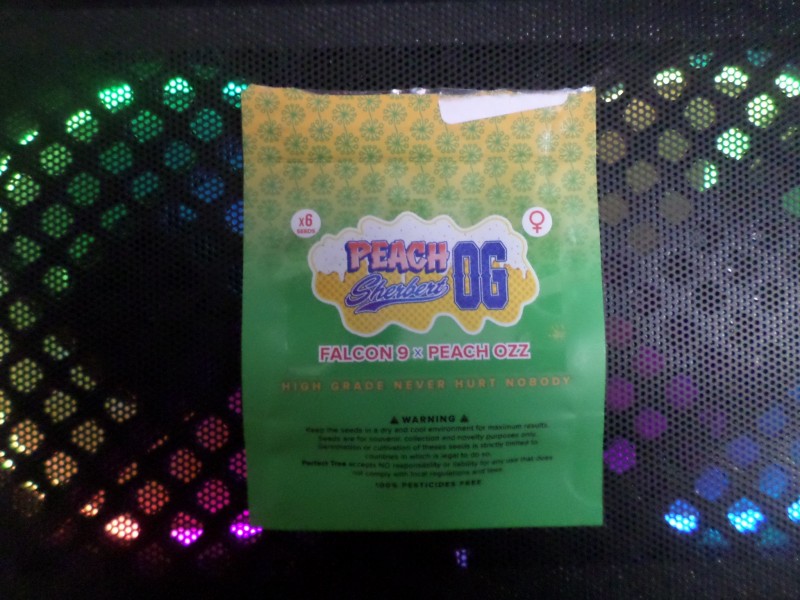 x6
SEEDS
♀
PEACH
Sherbert OG
FALCON 9 x PEACH OZZ
HIGH GRADE NEVER HURT NOBODY
⚠ WARNING ⚠
Keep the seeds in a dry and cool environment for maximum results.
Seeds are for souvenir, collection and novelty purposes only.
Germination or cultivation of these seeds is strictly limited to
countries in which is legal to do so.
Perfect Tree accepts NO responsibility or liability for any use that does
not comply with local regulations and laws.
100% PESTICIDES FREE